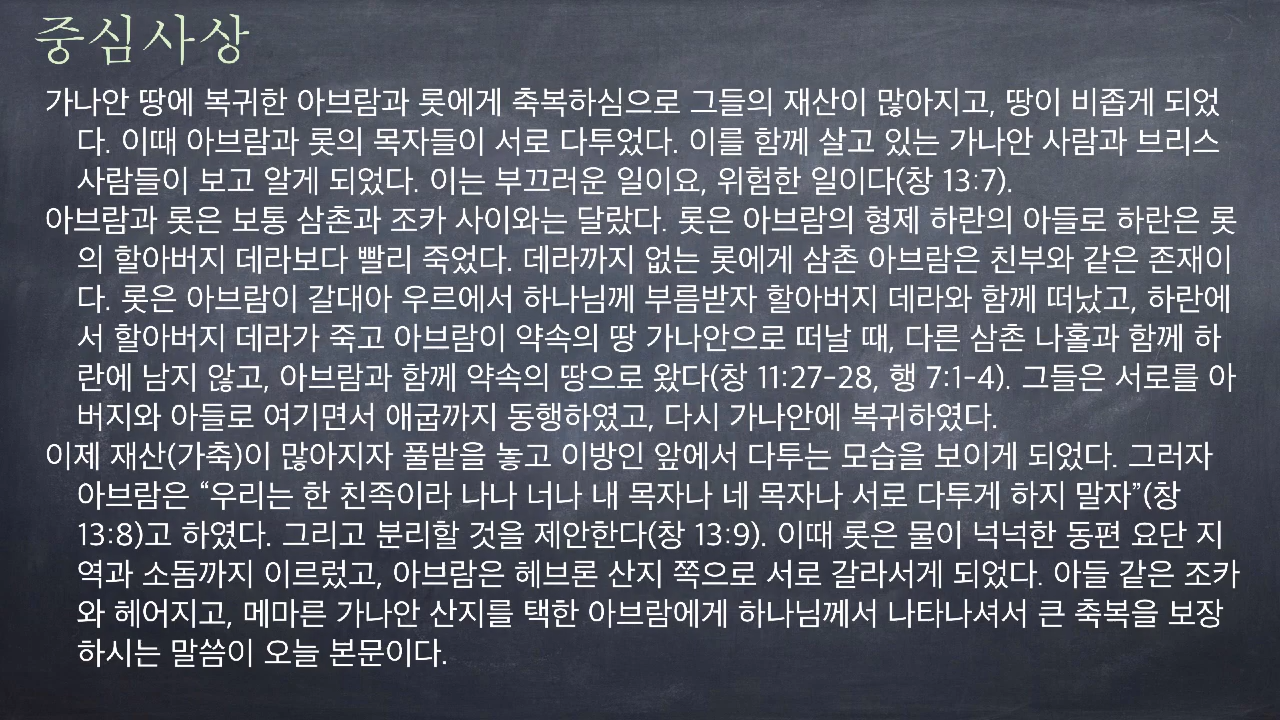 중심사상
가나안 땅에 복귀한 아브람과 롯에게 축복하심으로 그들의 재산이 많아지고, 땅이 비좁게 되었
다. 이때 아브람과 롯의 목자들이 서로 다투었다. 이를 함께 살고 있는 가나안 사람과 브리스
사람들이 보고 알게 되었다. 이는 부끄러운 일이요, 위험한 일이다(창 13:7).
아브람과 롯은 보통 삼촌과 조카 사이와는 달랐다. 롯은 아브람의 형제 하란의 아들로 하란은 롯
의 할아버지 데라보다 빨리 죽었다. 데라까지 없는 롯에게 삼촌 아브람은 친부와 같은 존재이
다. 롯은 아브람이 갈대아 우르에서 하나님께 부름받자 할아버지 데라와 함께 떠났고, 하란에
서 할아버지 데라가 죽고 아브람이 약속의 땅 가나안으로 떠날 때, 다른 삼촌 나홀과 함께 하
란에 남지 않고, 아브람과 함께 약속의 땅으로 왔다(창 11:27-28, 행 7:1-4). 그들은 서로를 아
버지와 아들로 여기면서 애굽까지 동행하였고, 다시 가나안에 복귀하였다.
이제 재산(가축)이 많아지자 풀밭을 놓고 이방인 앞에서 다투는 모습을 보이게 되었다. 그러자
아브람은 “우리는 한 친족이라 나나 너나 내 목자나 네 목자나 서로 다투게 하지 말자”(창
13:8)고 하였다. 그리고 분리할 것을 제안한다(창 13:9). 이때 롯은 물이 넉넉한 동편 요단 지
역과 소돔까지 이르렀고, 아브람은 헤브론 산지 쪽으로 서로 갈라서게 되었다. 아들 같은 조카
와 헤어지고, 메마른 가나안 산지를 택한 아브람에게 하나님께서 나타나셔서 큰 축복을 보장
하시는 말씀이 오늘 본문이다.